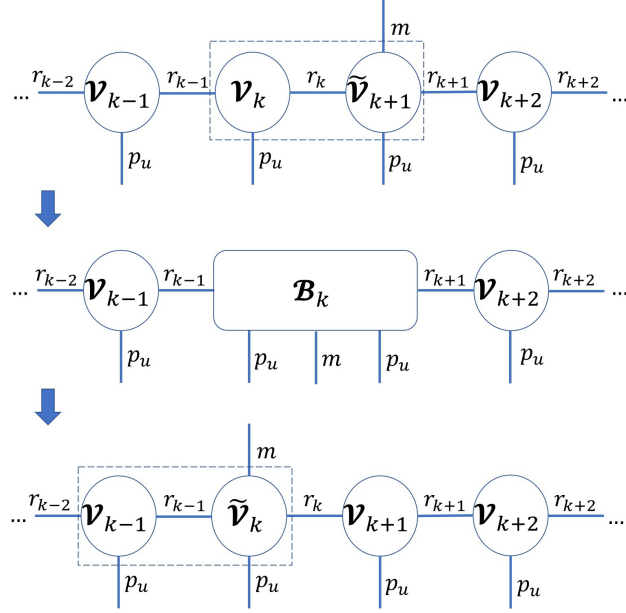 m
... r_{k-2} 𝓥_{k-1} r_{k-1} 𝓥_k r_k 𝓥̃_{k+1} r_{k+1} 𝓥_{k+2} r_{k+2} ...
p_u p_u p_u p_u
... r_{k-2} 𝓥_{k-1} r_{k-1} 𝓑_k r_{k+1} 𝓥_{k+2} r_{k+2} ...
p_u p_u m p_u p_u
m
... r_{k-2} 𝓥_{k-1} r_{k-1} 𝓥̃_k r_k 𝓥_{k+1} r_{k+1} 𝓥_{k+2} r_{k+2} ...
p_u p_u p_u p_u